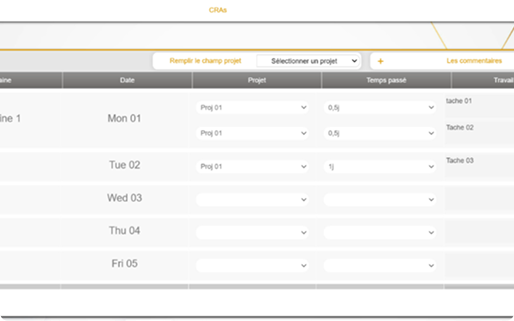 CRAs
Remplir le champ projet Sélectionner un projet + Les commentaires
aine Date Projet Temps passé Travail
ine 1 Mon 01 Proj 01 0,5j tache 01
Proj 01 0,5j Tache 02
Tue 02 Proj 01 1j Tache 03
Wed 03
Thu 04
Fri 05